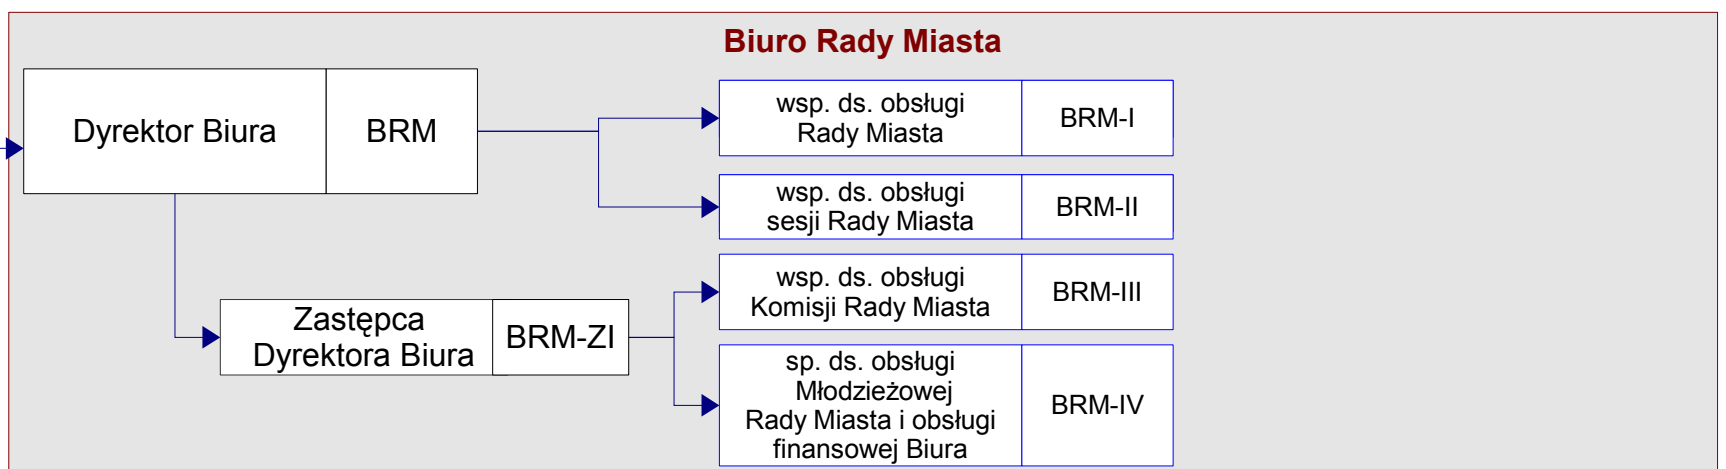 Biuro Rady Miasta
Dyrektor Biura
BRM
wsp. ds. obsługi
Rady Miasta
BRM-I
wsp. ds. obsługi
sesji Rady Miasta
BRM-II
Zastępca
Dyrektora Biura
BRM-ZI
wsp. ds. obsługi
Komisji Rady Miasta
BRM-III
sp. ds. obsługi
Młodzieżowej
Rady Miasta i obsługi
finansowej Biura
BRM-IV